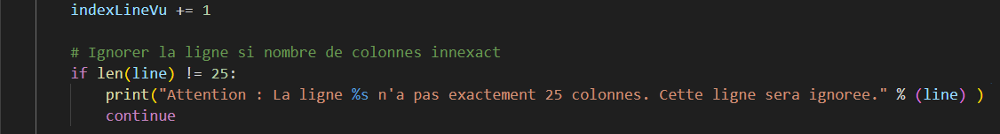 indexLineVu += 1
# Ignorer la ligne si nombre de colonnes innexact
if len(line) != 25:
print("Attention : La ligne %s n'a pas exactement 25 colonnes. Cette ligne sera ignoree." % (line) )
continue